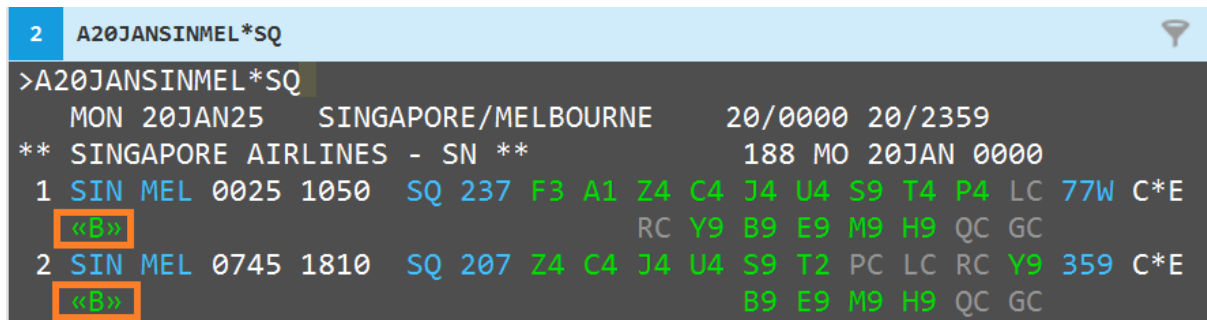 2 A20JANSINMEL*SQ
>A20JANSINMEL*SQ
MON 20JAN25 SINGAPORE/MELBOURNE 20/0000 20/2359
** SINGAPORE AIRLINES - SN ** 188 MO 20JAN 0000
1 SIN MEL 0025 1050 SQ 237 F3 A1 Z4 C4 J4 U4 S9 T4 P4 LC 77W C*E
«B» RC Y9 B9 E9 M9 H9 QC GC
2 SIN MEL 0745 1810 SQ 207 Z4 C4 J4 U4 S9 T2 PC LC RC Y9 359 C*E
«B» B9 E9 M9 H9 QC GC